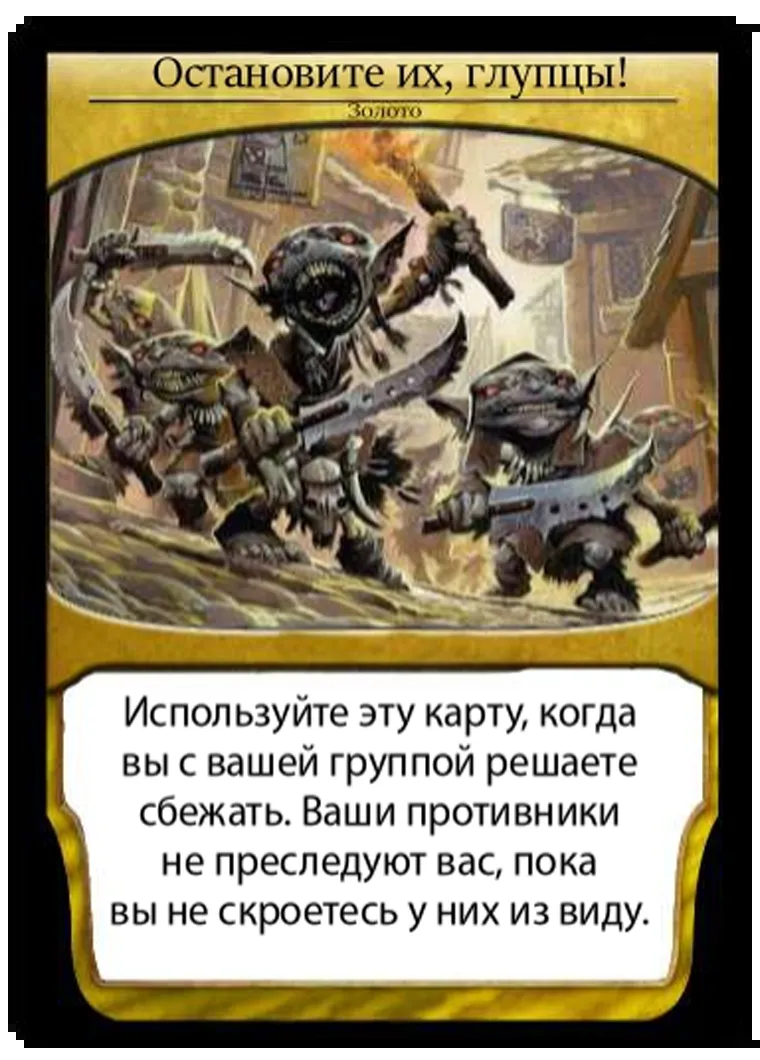 Остановите их, глупцы!
Золото
Используйте эту карту, когда
вы с вашей группой решаете
сбежать. Ваши противники
не преследуют вас, пока
вы не скроетесь у них из виду.